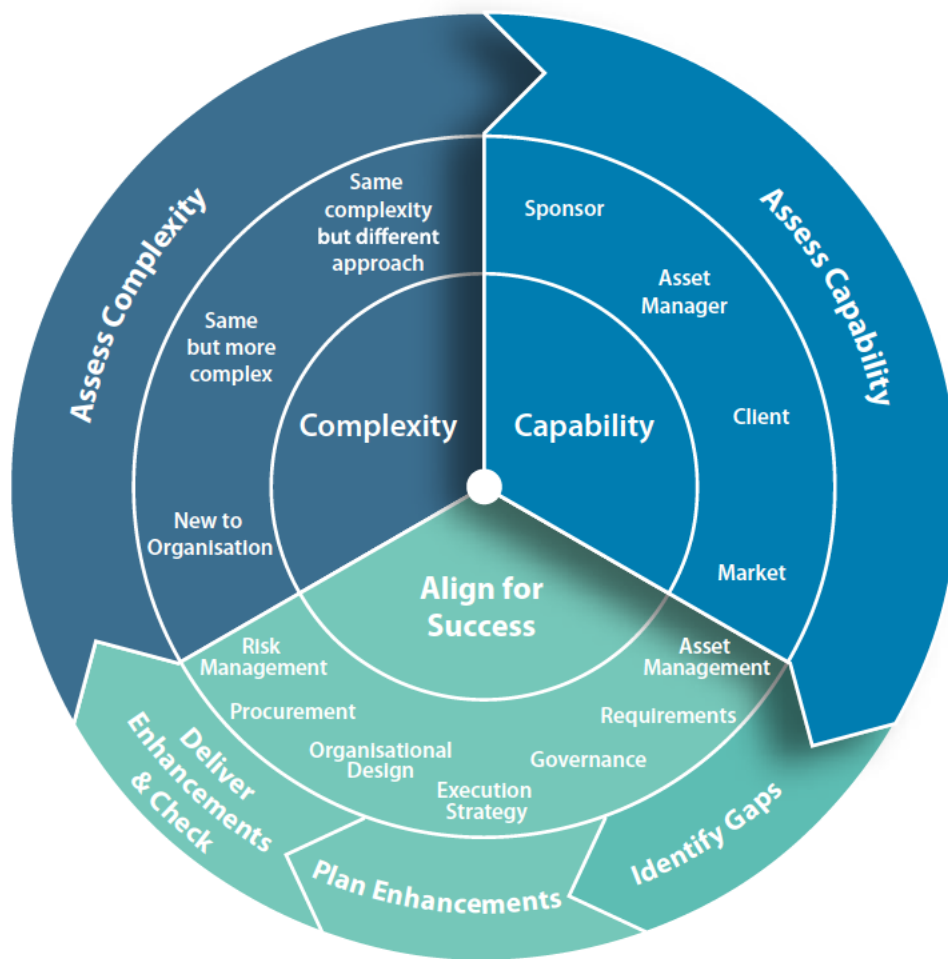 Assess Complexity
Same
complexity
but different
approach
Same
but more
complex
New to
Organisation
Complexity
Assess Capability
Sponsor
Asset
Manager
Client
Market
Capability
Align for
Success
Risk
Management
Procurement
Organisational
Design
Execution
Strategy
Governance
Requirements
Asset
Management
Identify Gaps
Plan Enhancements
Deliver
Enhancements
& Check